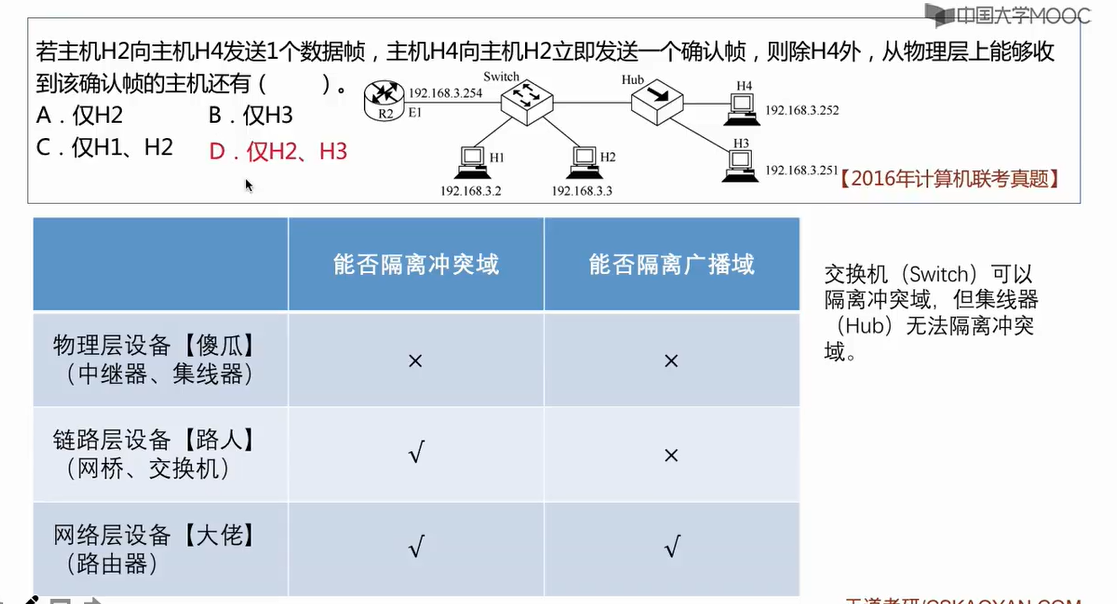 中国大学MOOC
若主机H2向主机H4发送1个数据帧，主机H4向主机H2立即发送一个确认帧，则除H4外，从物理层上能够收
到该确认帧的主机还有（　　）。
A．仅H2
B．仅H3
C．仅H1、H2
D．仅H2、H3
Switch
Hub
H4
192.168.3.254
R2
E1
192.168.3.252
H1
H2
H3
192.168.3.251
192.168.3.2
192.168.3.3
【2016年计算机联考真题】
能否隔离冲突域
能否隔离广播域
物理层设备【傻瓜】
（中继器、集线器）
×
×
链路层设备【路人】
（网桥、交换机）
√
×
网络层设备【大佬】
（路由器）
√
√
交换机（Switch）可以
隔离冲突域，但集线器
（Hub）无法隔离冲突
域。
王道考研/CSKAOYAN.COM